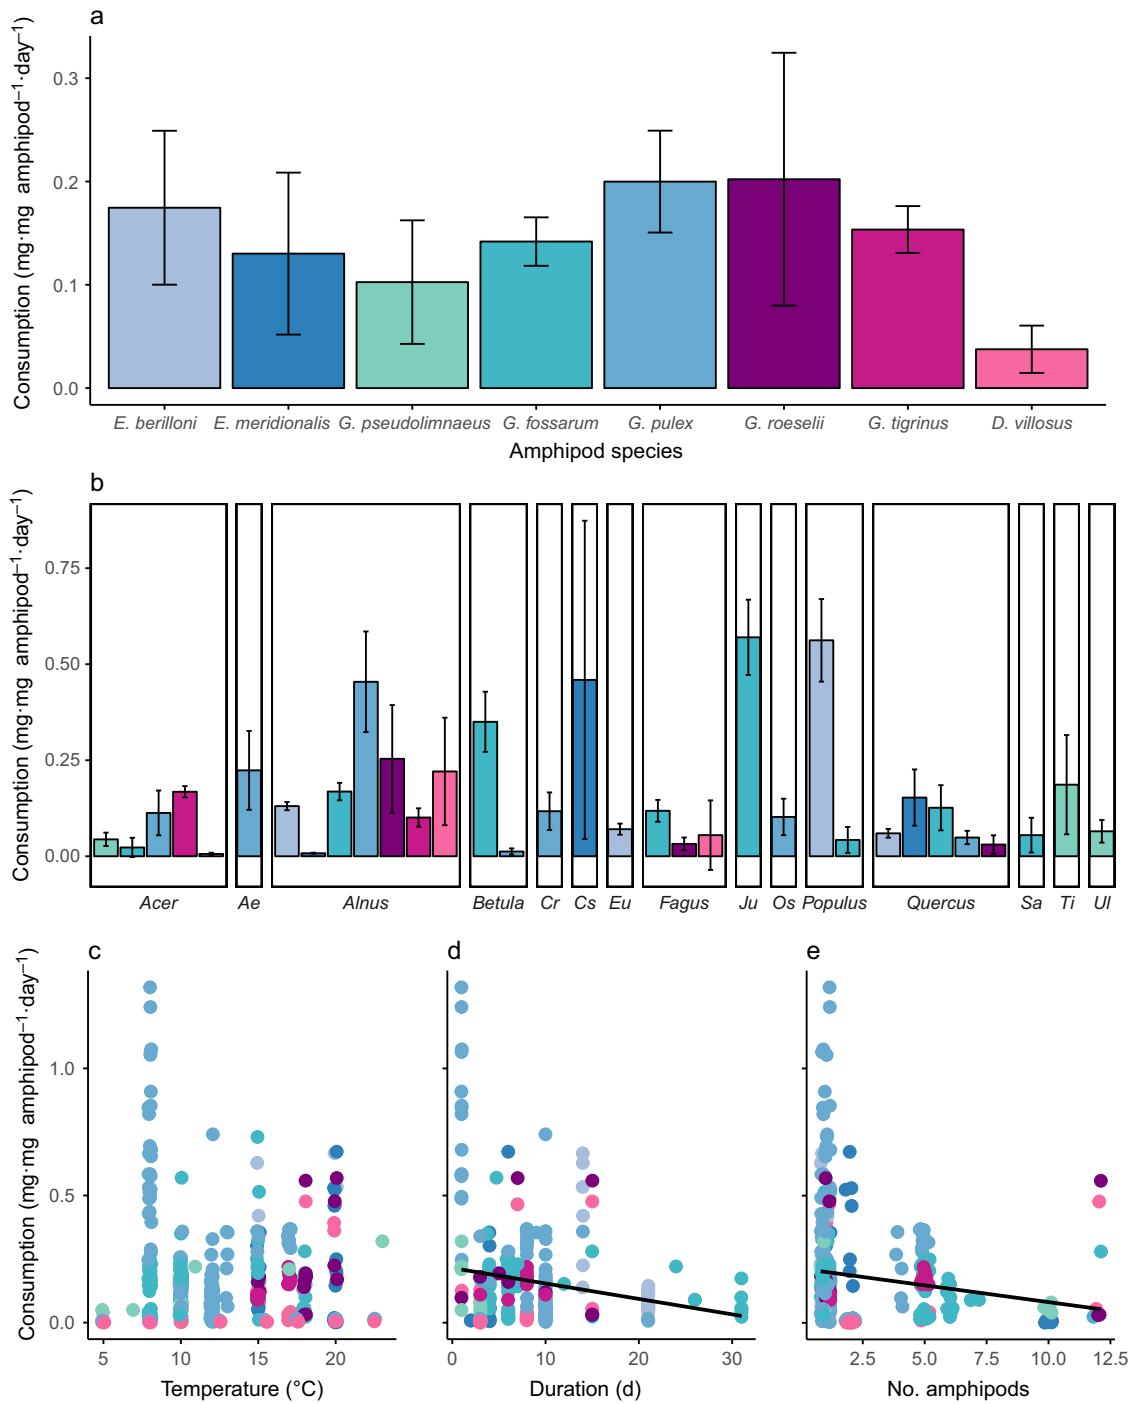 a
Consumption (mg·mg amphipod⁻¹·day⁻¹)
0.3
0.2
0.1
0.0
E. berilloni E. meridionalis G. pseudolimnaeus G. fossarum G. pulex G. roeselii G. tigrinus D. villosus
Amphipod species
b
Consumption (mg·mg amphipod⁻¹·day⁻¹)
0.75
0.50
0.25
0.00
Acer Ae Alnus Betula Cr Cs Eu Fagus Ju Os Populus Quercus Sa Ti Ul
c d e
Consumption (mg·mg amphipod⁻¹·day⁻¹)
1.0
0.5
0.0
5 10 15 20
Temperature (°C)
0 10 20 30
Duration (d)
2.5 5.0 7.5 10.0 12.5
No. amphipods